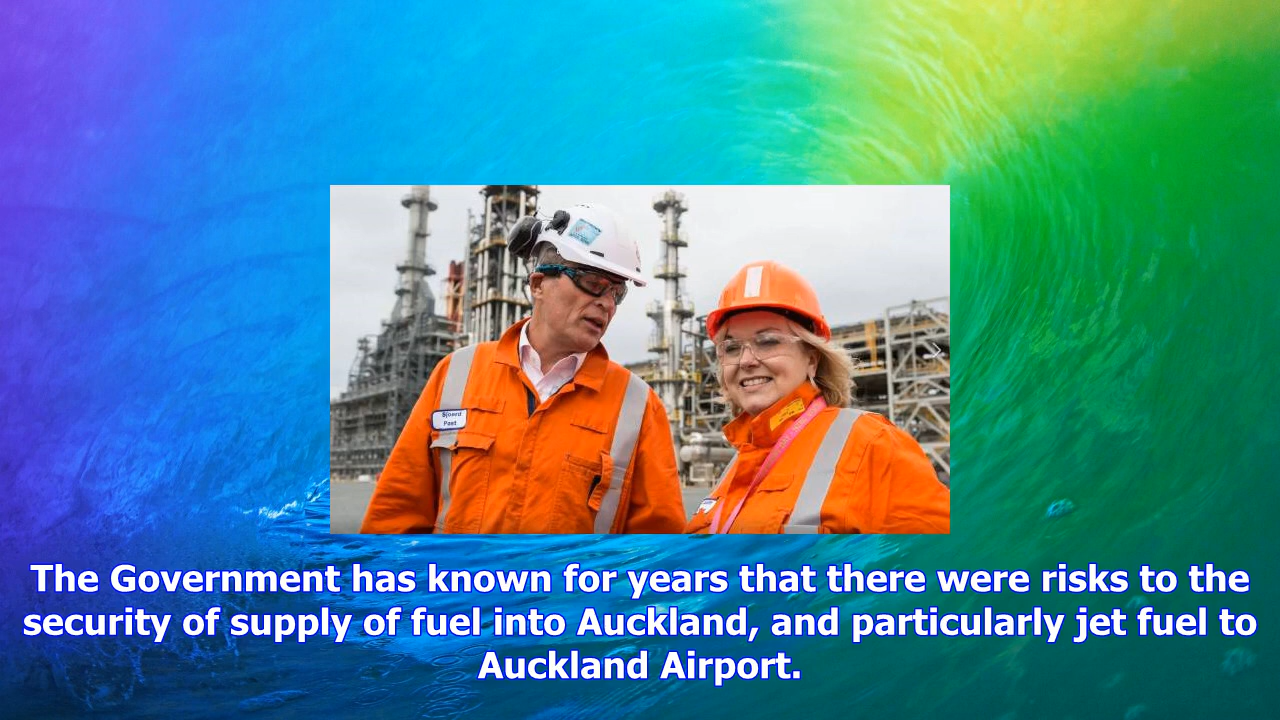 Sjoerd
Post
The Government has known for years that there were risks to the
security of supply of fuel into Auckland, and particularly jet fuel to
Auckland Airport.